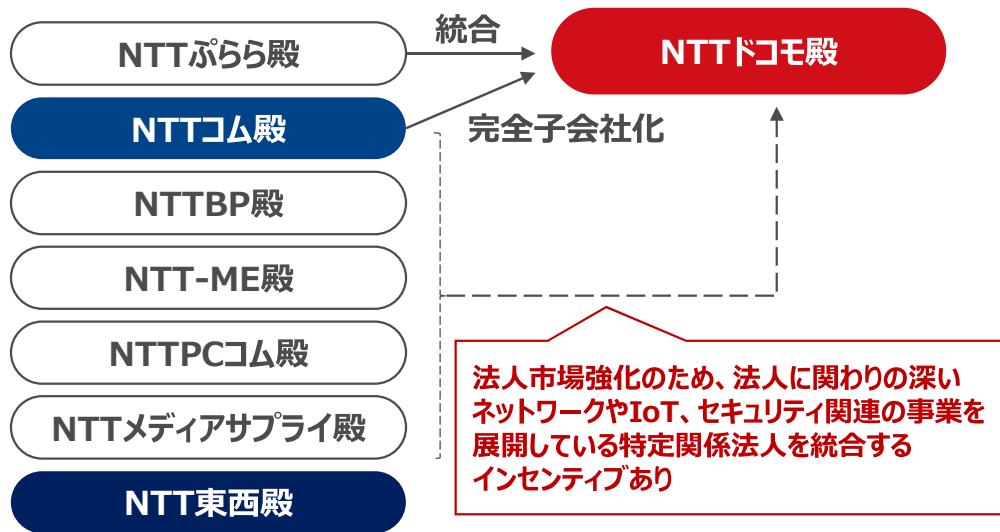 NTTぷらら殿
統合
NTTドコモ殿
NTTコム殿
完全子会社化
NTTBP殿
NTT-ME殿
NTTPCコム殿
NTTメディアサプライ殿
NTT東西殿
法人市場強化のため、法人に関わりの深い
ネットワークやIoT、セキュリティ関連の事業を
展開している特定関係法人を統合する
インセンティブあり